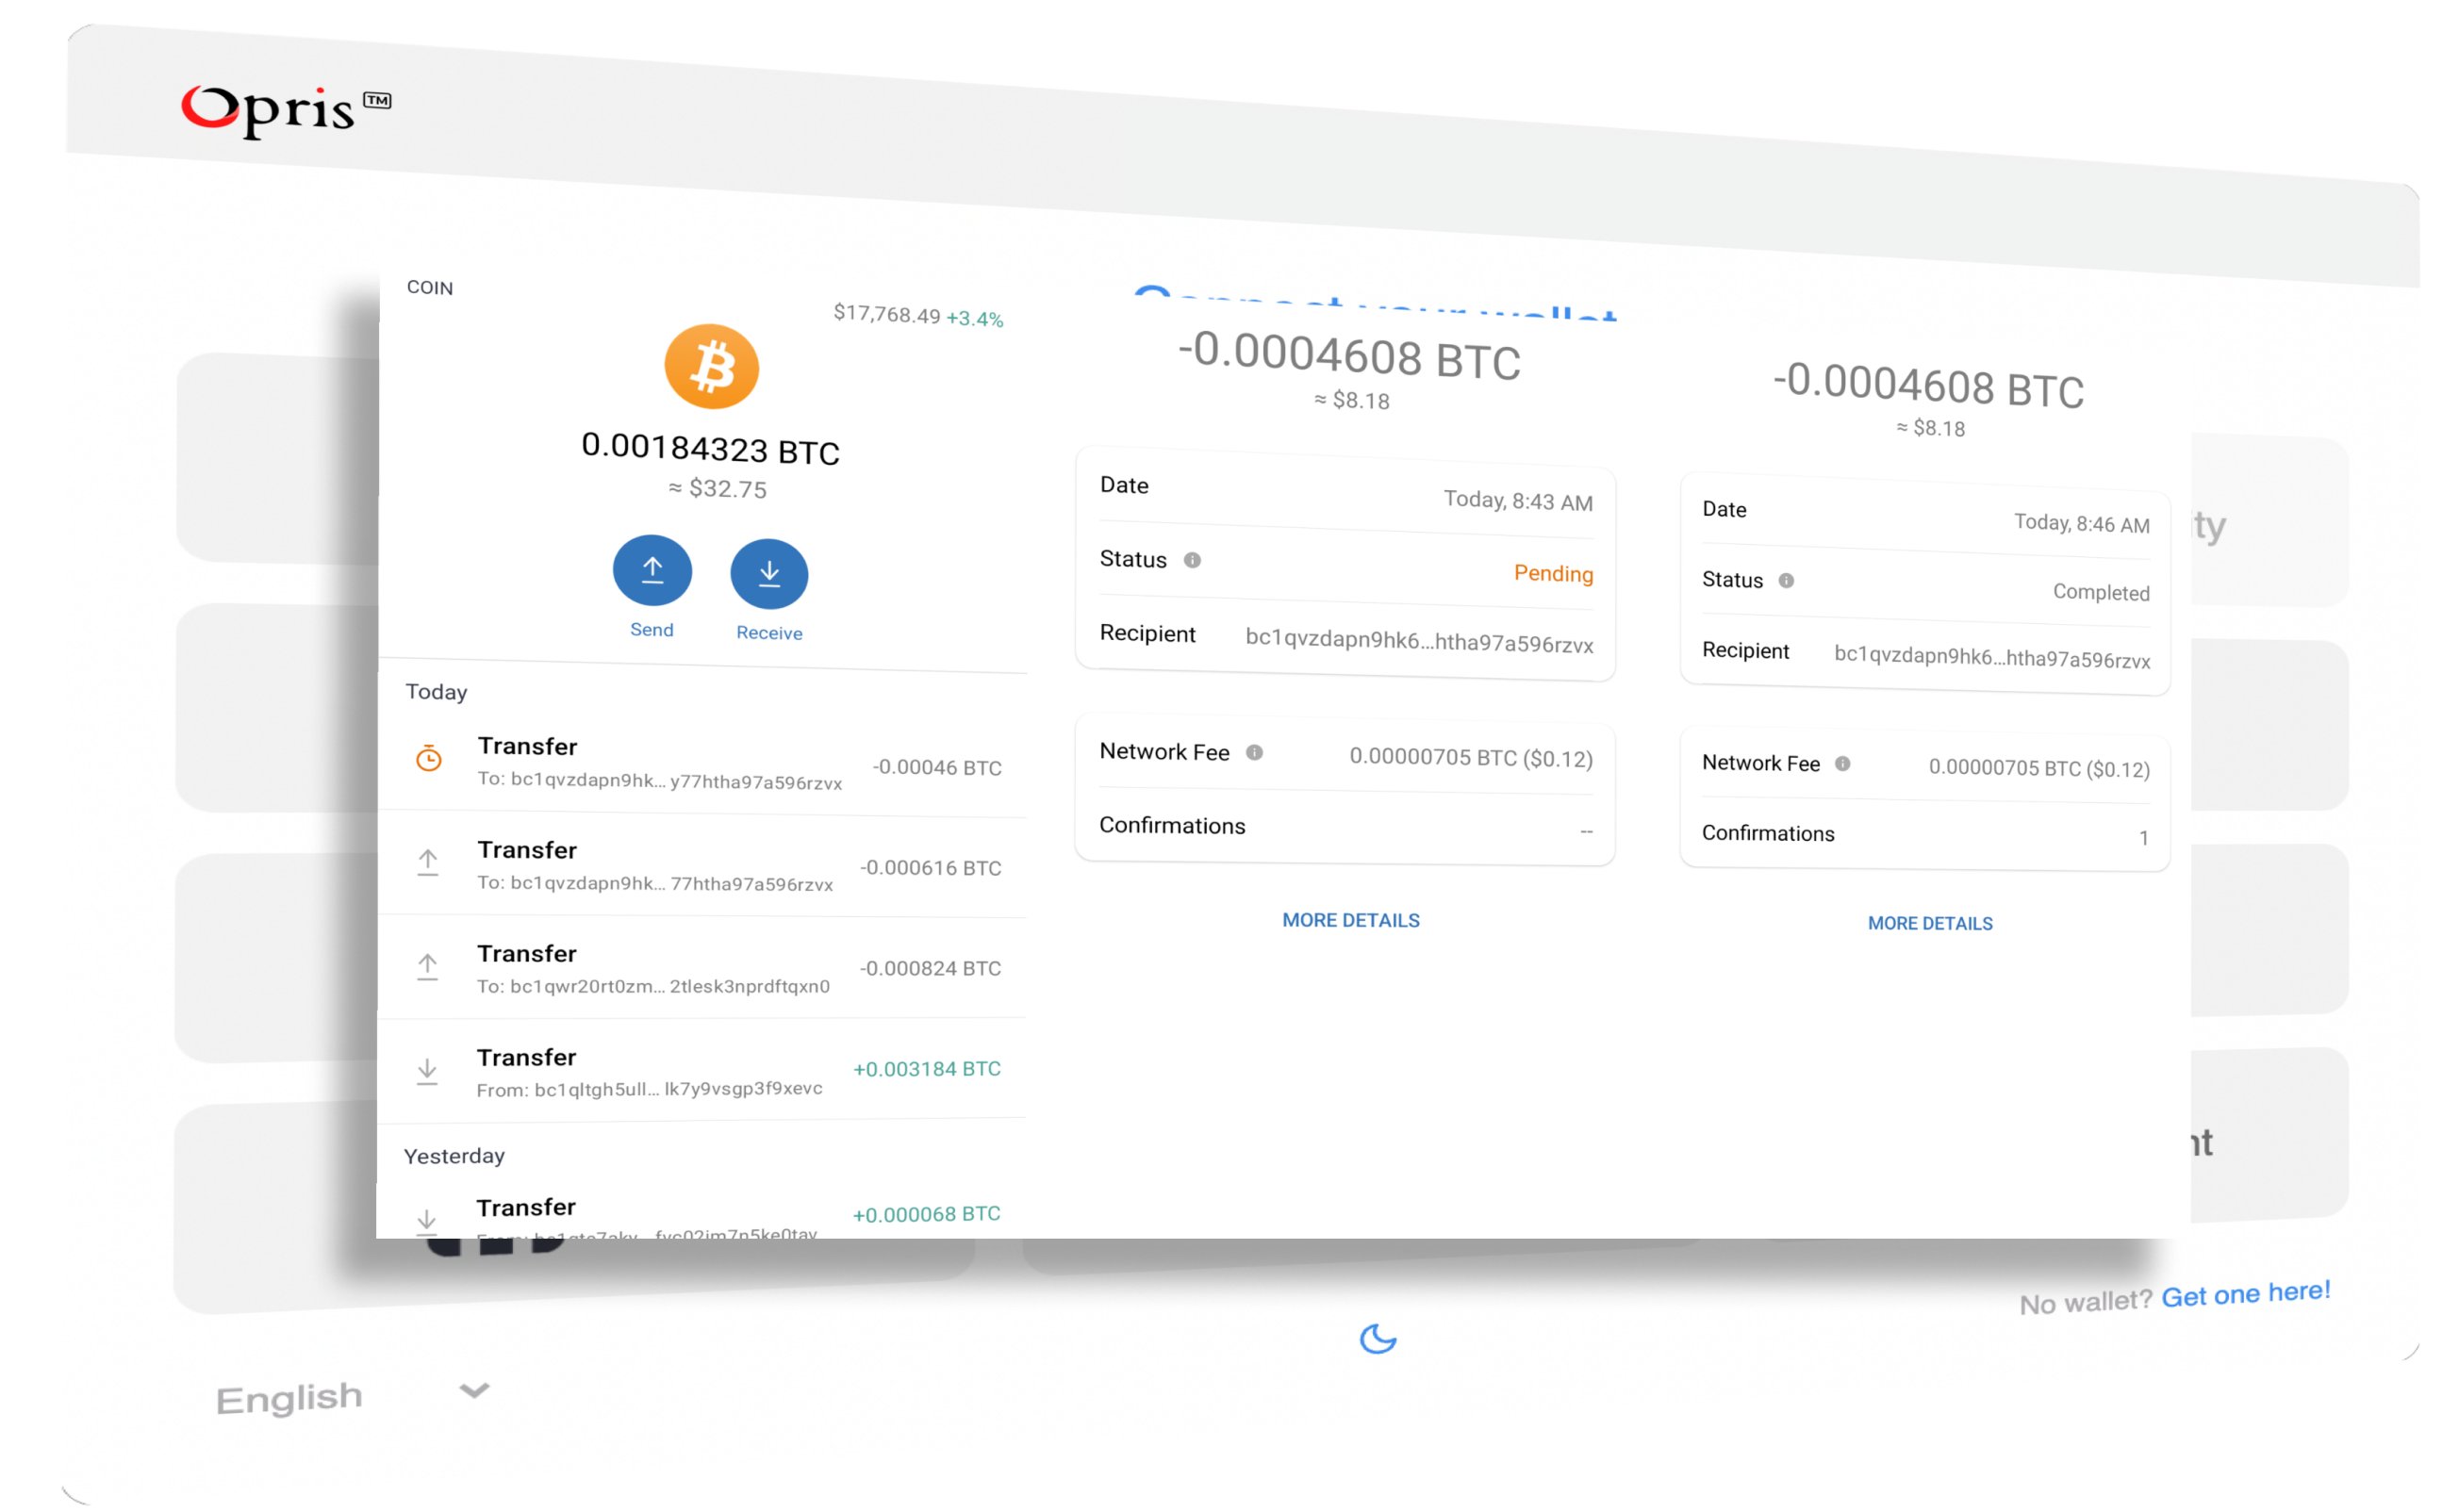 Opris™
COIN
$17,768.49 +3.4%
0.00184323 BTC
≈ $32.75
Send
Receive
Today
Transfer
-0.00046 BTC
To: bc1qvzdapn9hk... y77htha97a596rzvx
Transfer
-0.000616 BTC
To: bc1qvzdapn9hk... 77htha97a596rzvx
Transfer
-0.000824 BTC
To: bc1qwr20rt0zm... 2tlesk3nprdftqxn0
Transfer
+0.003184 BTC
From: bc1qltgh5ull... lk7y9vsgp3f9xevc
Yesterday
Transfer
+0.000068 BTC
Connect your wallet
-0.0004608 BTC
≈ $8.18
Date
Today, 8:43 AM
Status
Pending
Recipient
bc1qvzdapn9hk6...htha97a596rzvx
Network Fee
0.00000705 BTC ($0.12)
Confirmations
--
MORE DETAILS
-0.0004608 BTC
≈ $8.18
Date
Today, 8:46 AM
Status
Completed
Recipient
bc1qvzdapn9hk6...htha97a596rzvx
Network Fee
0.00000705 BTC ($0.12)
Confirmations
1
MORE DETAILS
No wallet? Get one here!
English